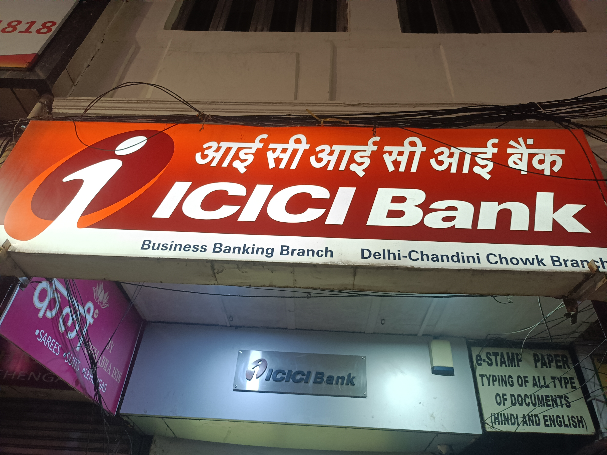 818
आई सी आई सी आई बैंक
ICICI Bank
Business Banking Branch Delhi-Chandini Chowk Branch
•SAREES
ICICI Bank
e-STAMP PAPER
TYPING OF ALL TYPE
OF DOCUMENTS
(HINDI AND ENGLISH)